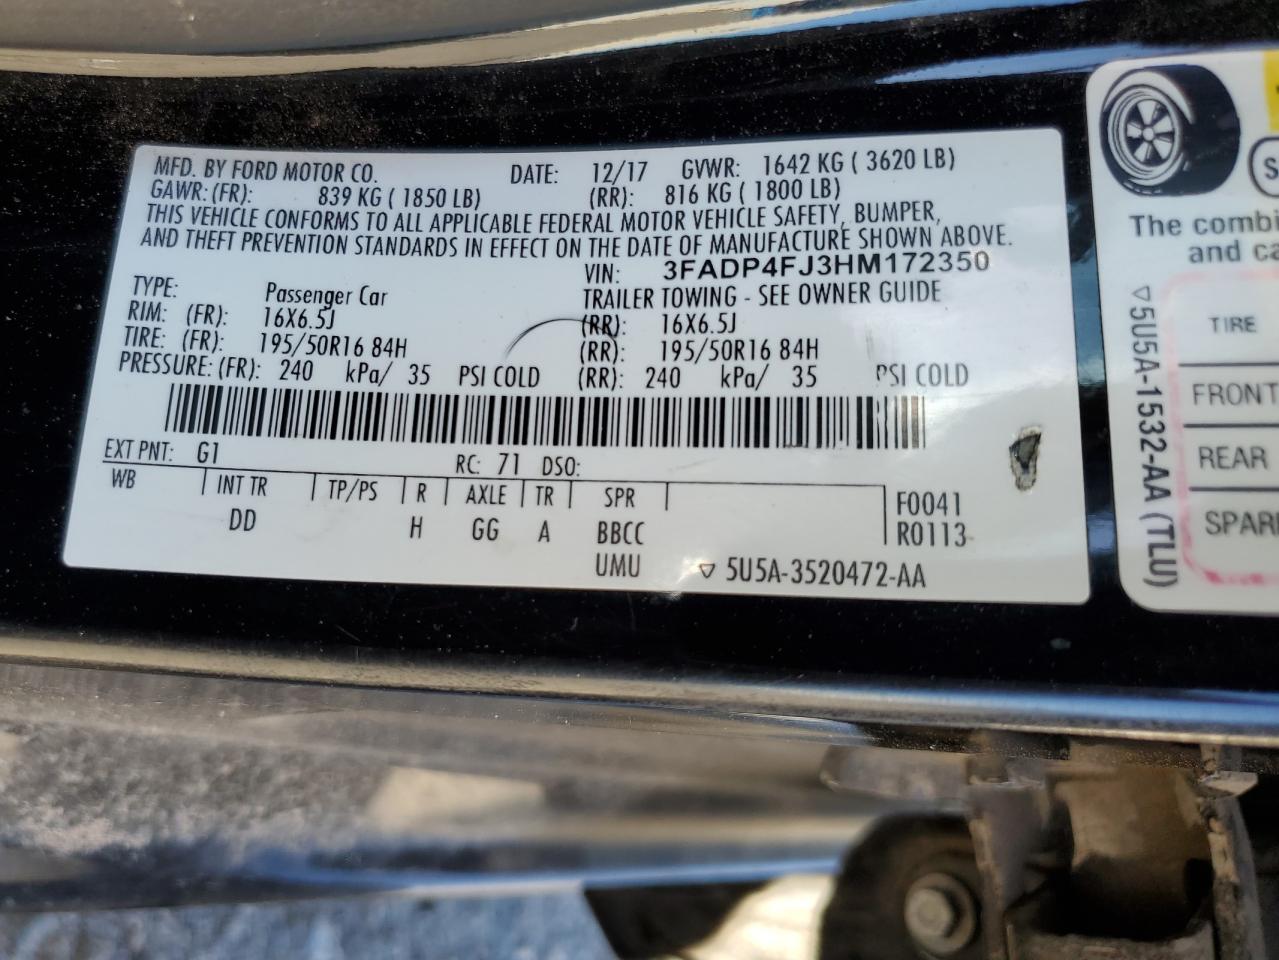 MFD. BY FORD MOTOR CO. DATE: 12/17 GVWR: 1642 KG ( 3620 LB)
GAWR: (FR): 839 KG ( 1850 LB) (RR): 816 KG ( 1800 LB)
THIS VEHICLE CONFORMS TO ALL APPLICABLE FEDERAL MOTOR VEHICLE SAFETY, BUMPER,
AND THEFT PREVENTION STANDARDS IN EFFECT ON THE DATE OF MANUFACTURE SHOWN ABOVE.
VIN: 3FADP4FJ3HM172350
TYPE: Passenger Car TRAILER TOWING - SEE OWNER GUIDE
RIM: (FR): 16X6.5J (RR): 16X6.5J
TIRE: (FR): 195/50R16 84H (RR): 195/50R16 84H
PRESSURE: (FR): 240 kPa/ 35 PSI COLD (RR): 240 kPa/ 35 PSI COLD
EXT PNT: G1 RC: 71 DSO:
WB INT TR TP/PS R AXLE TR SPR F0041
DD H GG A BBCC R0113
UMU ▽ 5U5A-3520472-AA
The combi
and ca
TIRE
FRONT
REAR
SPAR
▽5U5A-1532-AA (TLU)